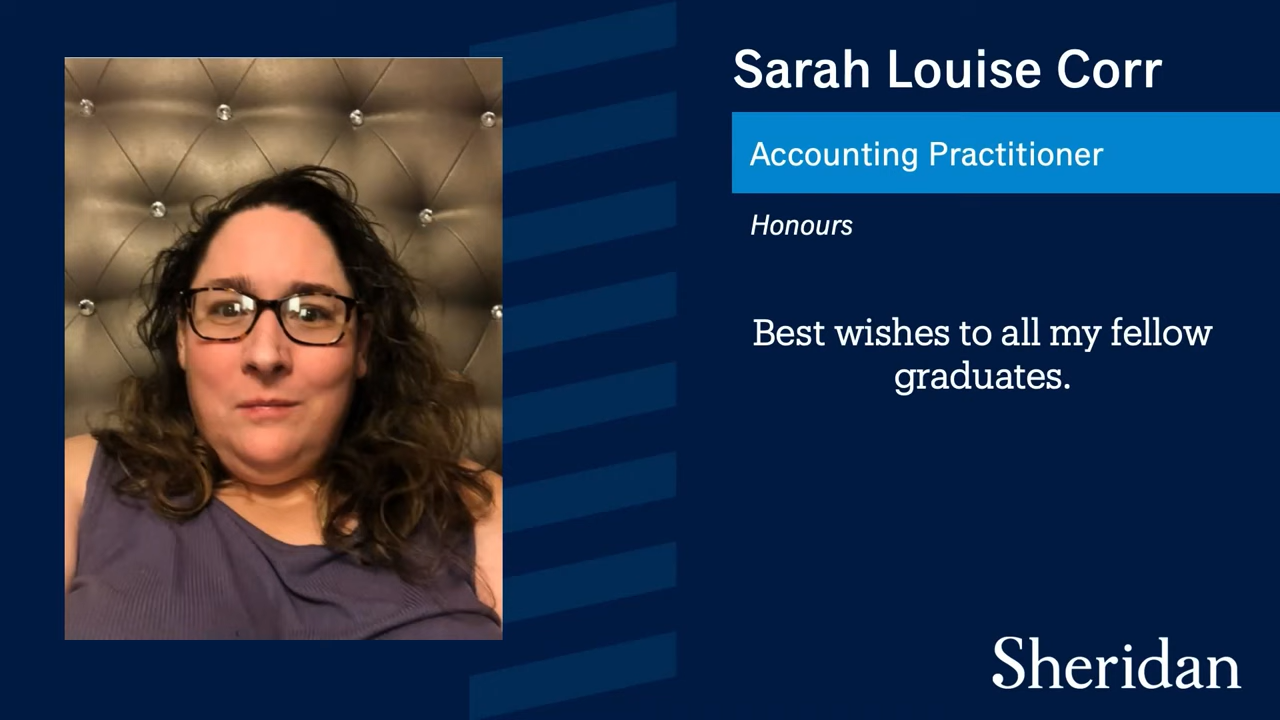 Sarah Louise Corr
Accounting Practitioner
Honours
Best wishes to all my fellow
graduates.
Sheridan